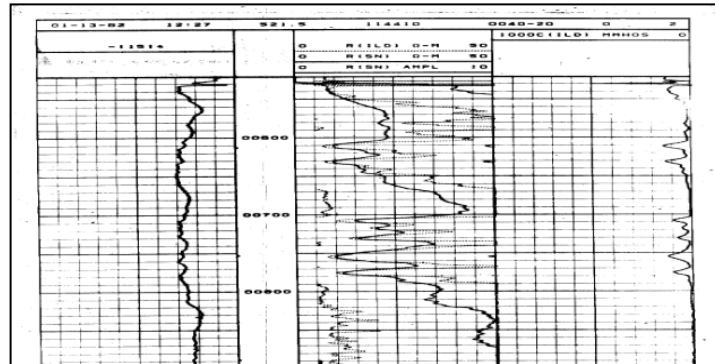 01-13-82 12:27 521.5 114410 0040-20 0 2
0 R(ILD) O-M 50 1000C(ILD) MMHOS 0
0 R(SN) O-M 50
0 R(SN) AMPL 10
00600
00700
00800